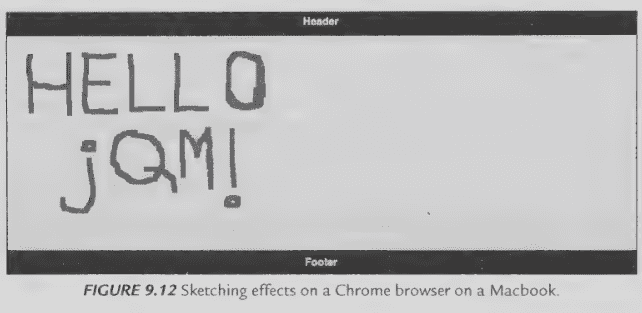 Header
HELLO
jQM!
Footer
FIGURE 9.12 Sketching effects on a Chrome browser on a Macbook.